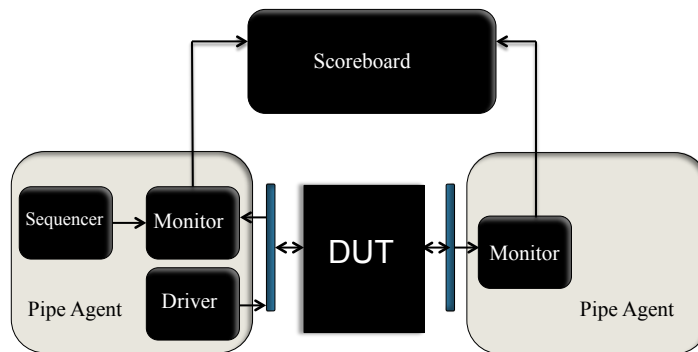 Scoreboard
Sequencer
Monitor
Driver
Pipe Agent
DUT
Monitor
Pipe Agent